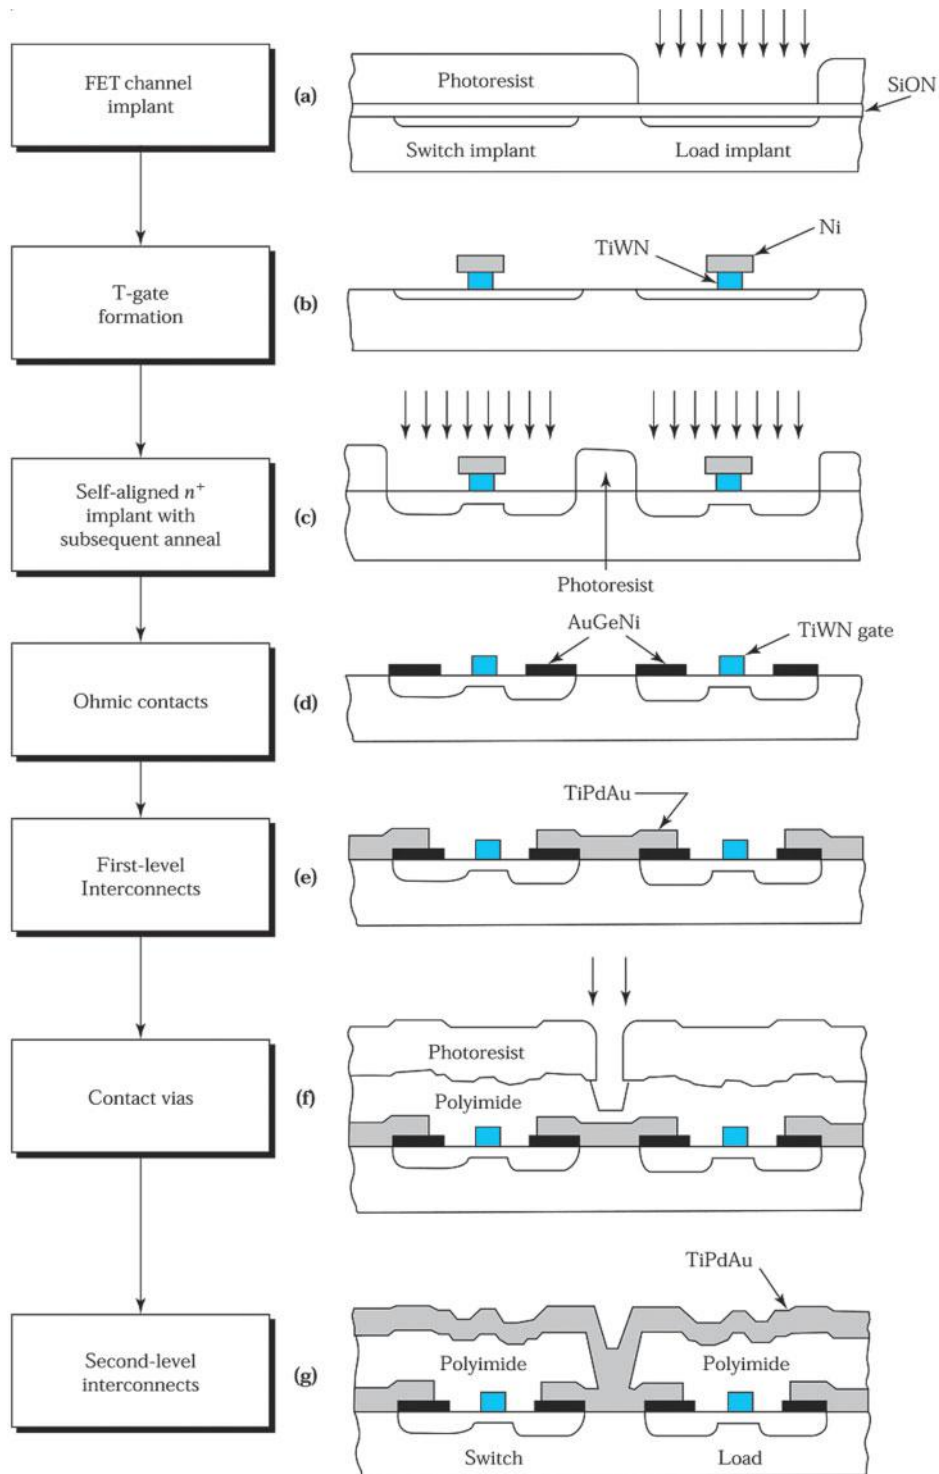 FET channel
implant
(a)
Photoresist
SiON
Switch implant
Load implant
T-gate
formation
(b)
TiWN
Ni
Self-aligned n+
implant with
subsequent anneal
(c)
Photoresist
Ohmic contacts
(d)
AuGeNi
TiWN gate
First-level
Interconnects
(e)
TiPdAu
Contact vias
(f)
Photoresist
Polyimide
Second-level
interconnects
(g)
TiPdAu
Polyimide
Polyimide
Switch
Load